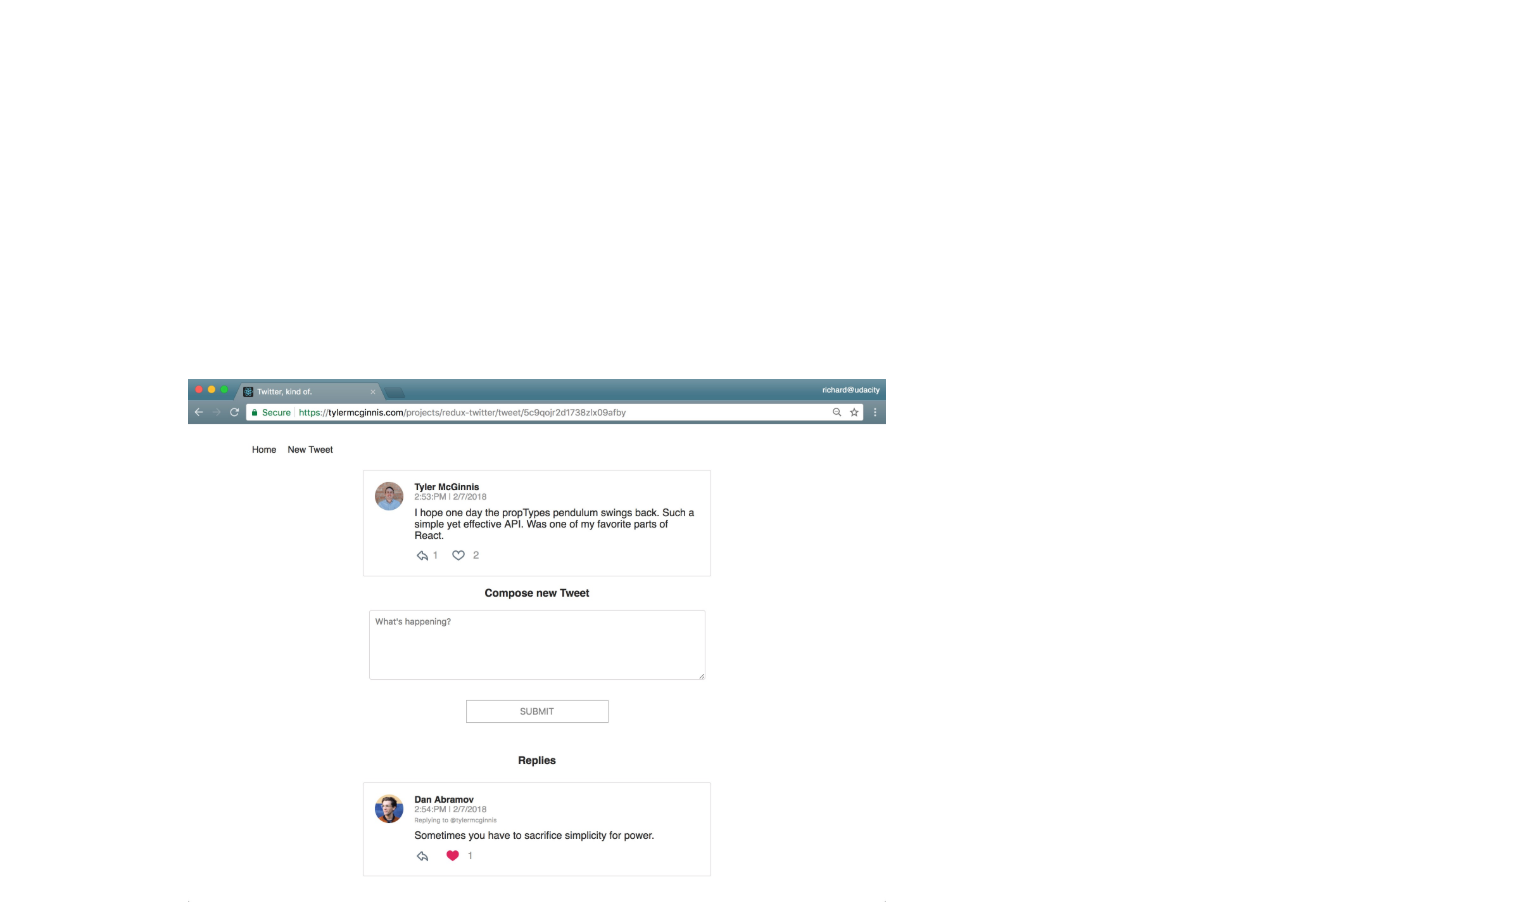 Twitter, kind of.
richard@udacity
Secure https://tylermcginnis.com/projects/redux-twitter/tweet/5c9qojr2d1738zlx09afby
Home New Tweet
Tyler McGinnis
2:53:PM | 2/7/2018
I hope one day the propTypes pendulum swings back. Such a
simple yet effective API. Was one of my favorite parts of
React.
1 2
Compose new Tweet
What's happening?
SUBMIT
Replies
Dan Abramov
2:54:PM | 2/7/2018
Replying to @tylermcginnis
Sometimes you have to sacrifice simplicity for power.
1